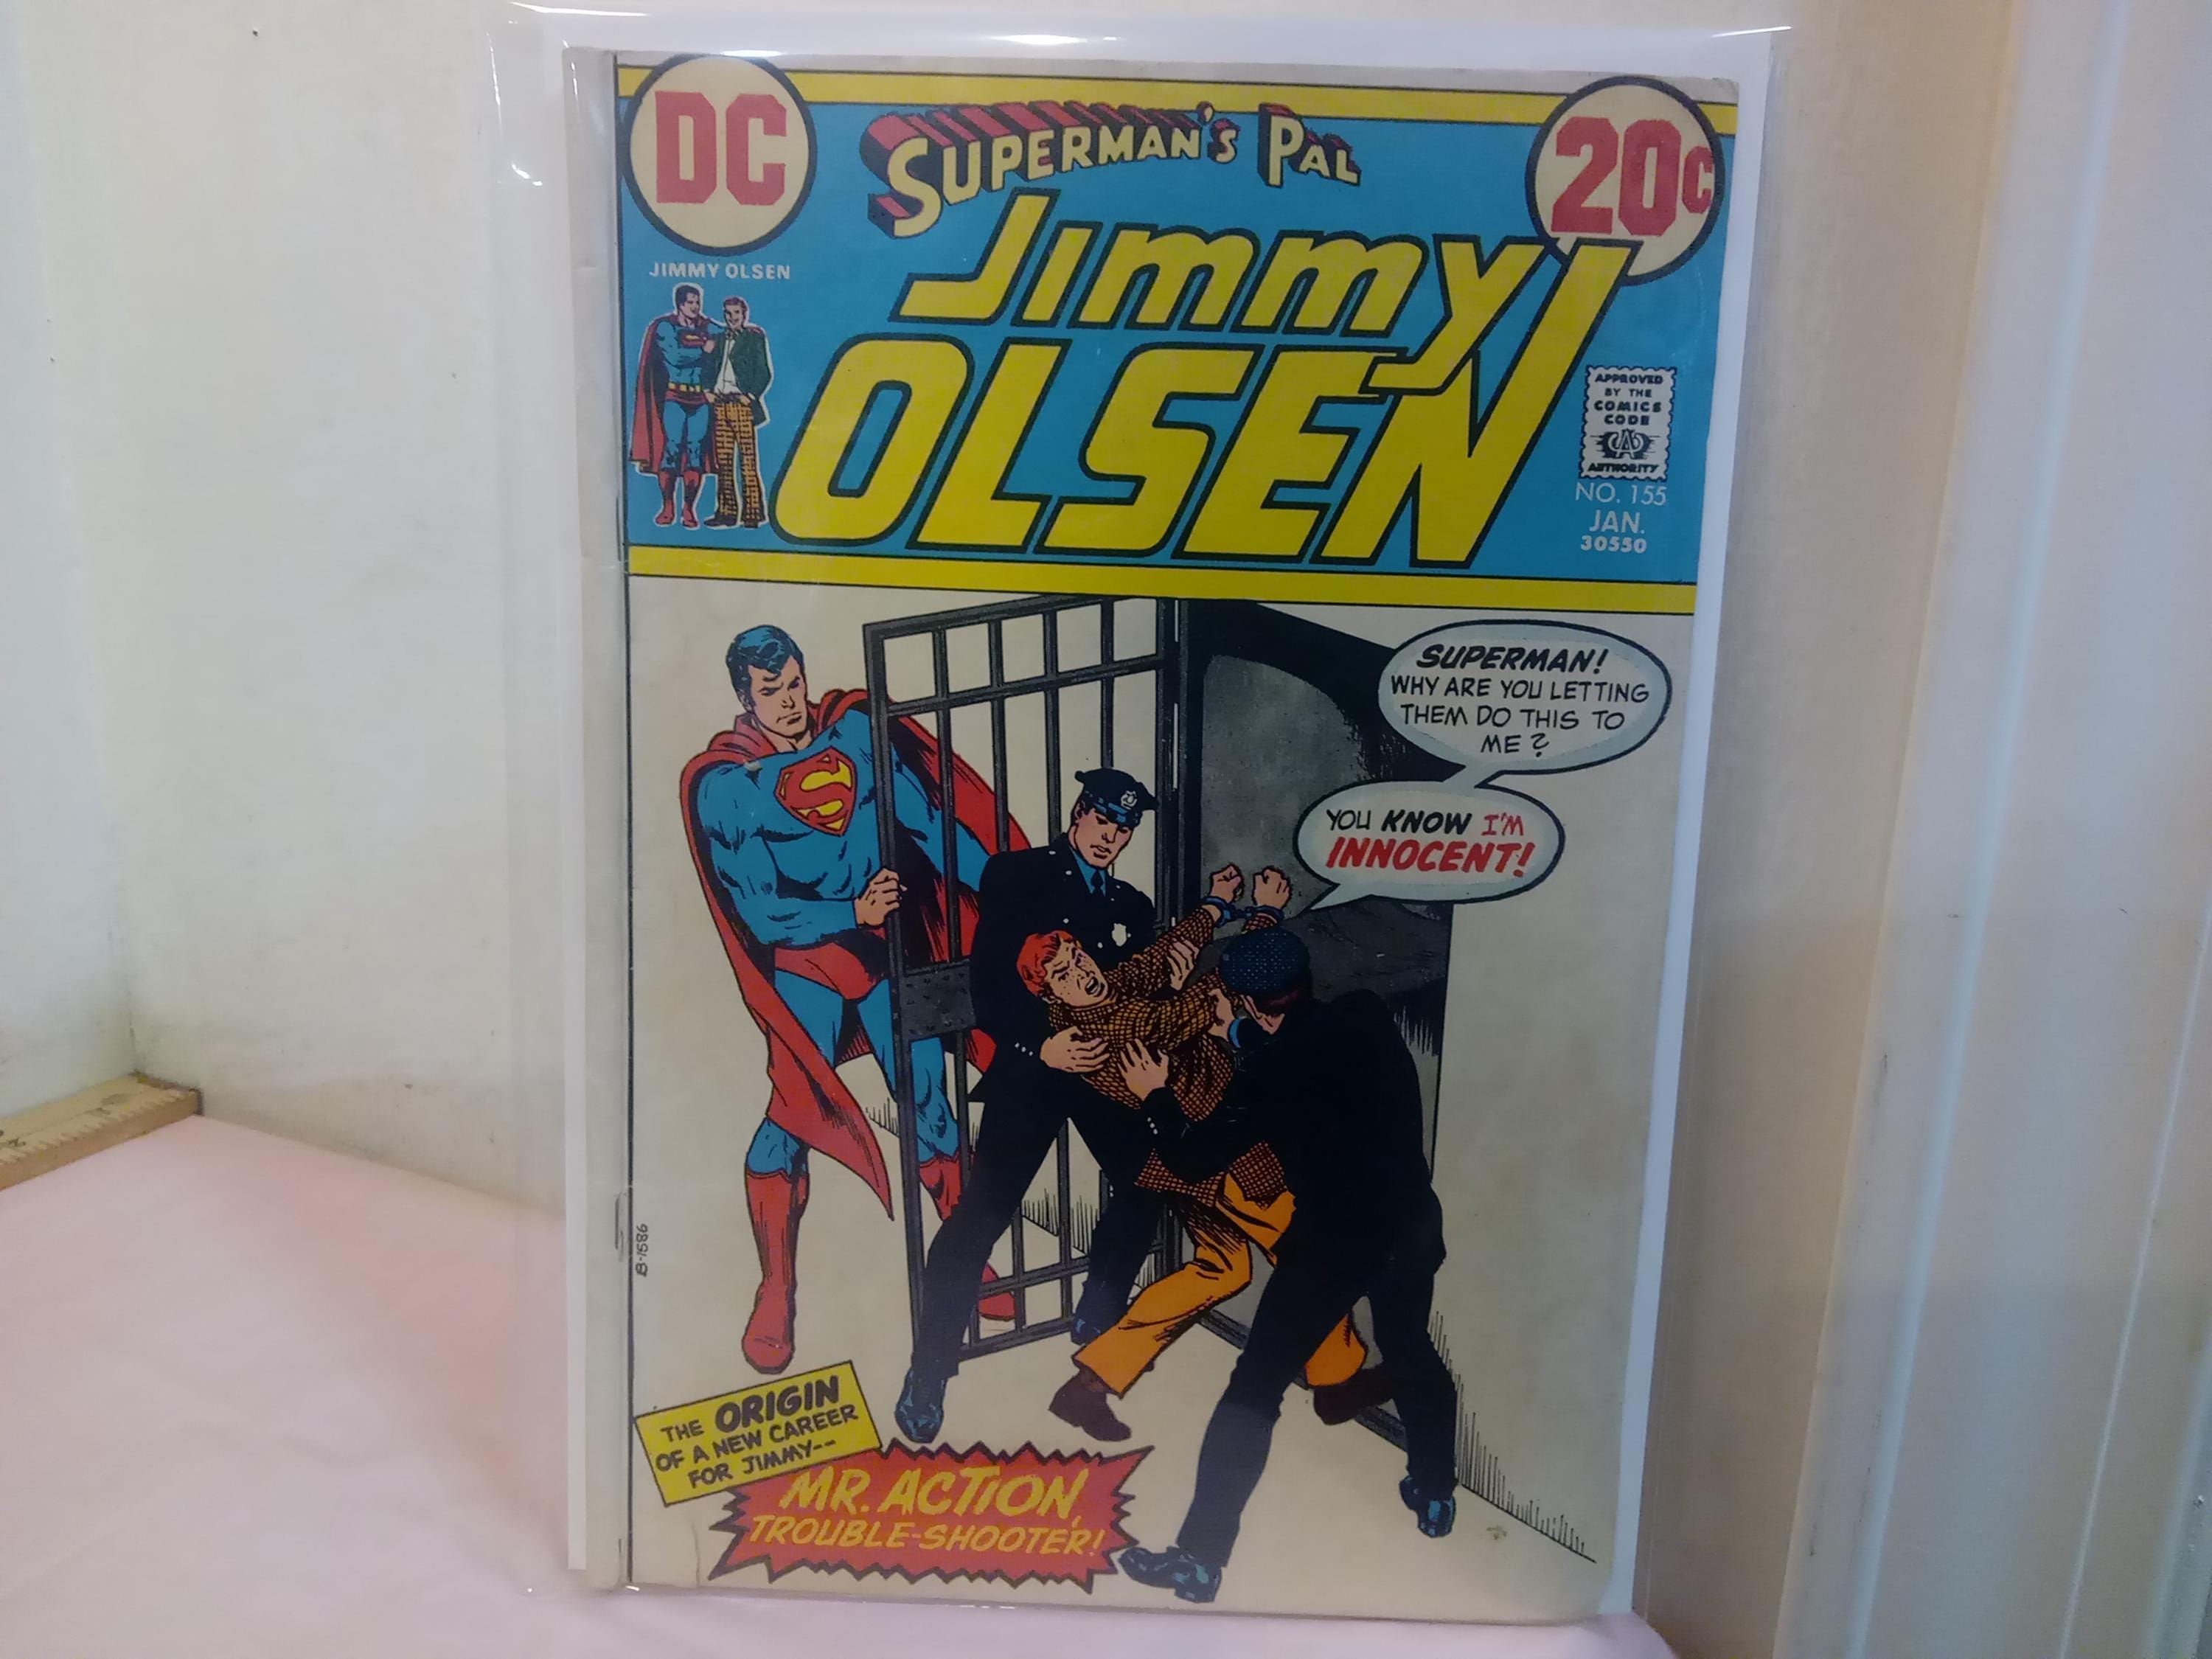 DC
SUPERMAN'S PAL
20¢
JIMMY
OLSEN
JIMMY OLSEN
APPROVED
BY THE
COMICS
CODE
CA
AUTHORITY
NO. 155
JAN.
30550
SUPERMAN!
WHY ARE YOU LETTING
THEM DO THIS TO
ME?
YOU KNOW I'M
INNOCENT!
B-1586
THE ORIGIN
OF A NEW CAREER
FOR JIMMY--
MR. ACTION,
TROUBLE-SHOOTER!